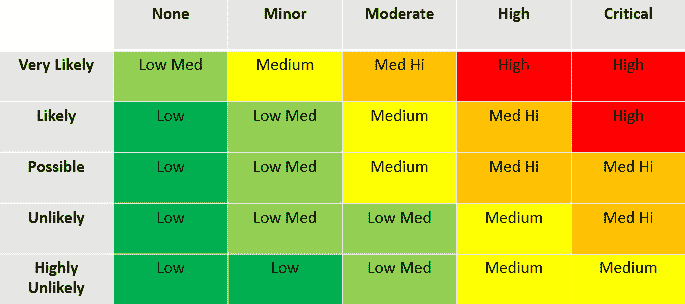 None Minor Moderate High Critical
Very Likely Low Med Medium Med Hi High High
Likely Low Low Med Medium Med Hi High
Possible Low Low Med Medium Med Hi Med Hi
Unlikely Low Low Med Low Med Medium Med Hi
Highly
Unlikely Low Low Low Med Medium Medium